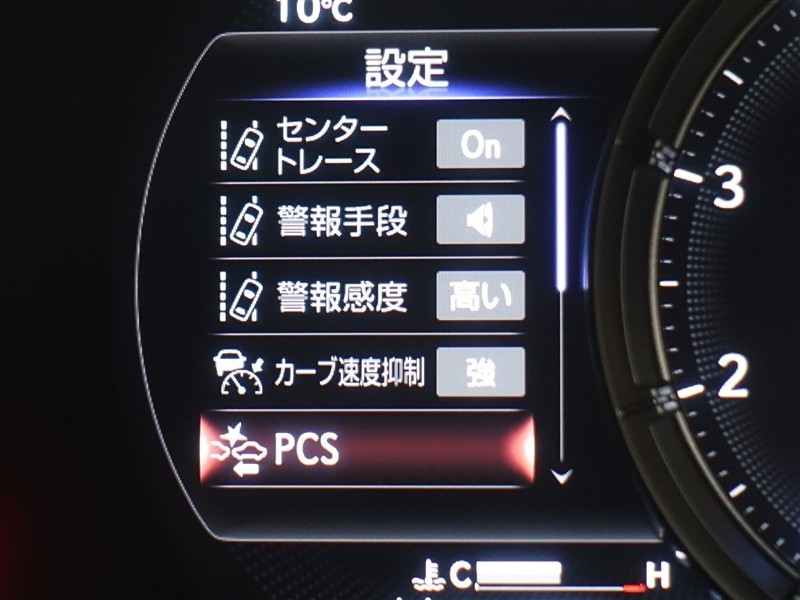 10℃
設定
センター
トレース
On
警報手段
警報感度
高い
カーブ速度抑制
強
PCS
3
2
C
H